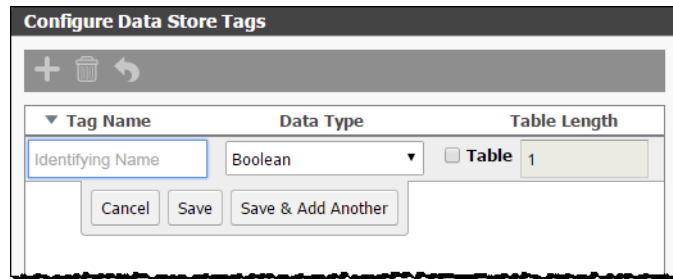 Configure Data Store Tags
Tag Name Data Type Table Length
Identifying Name Boolean Table 1
Cancel Save Save & Add Another